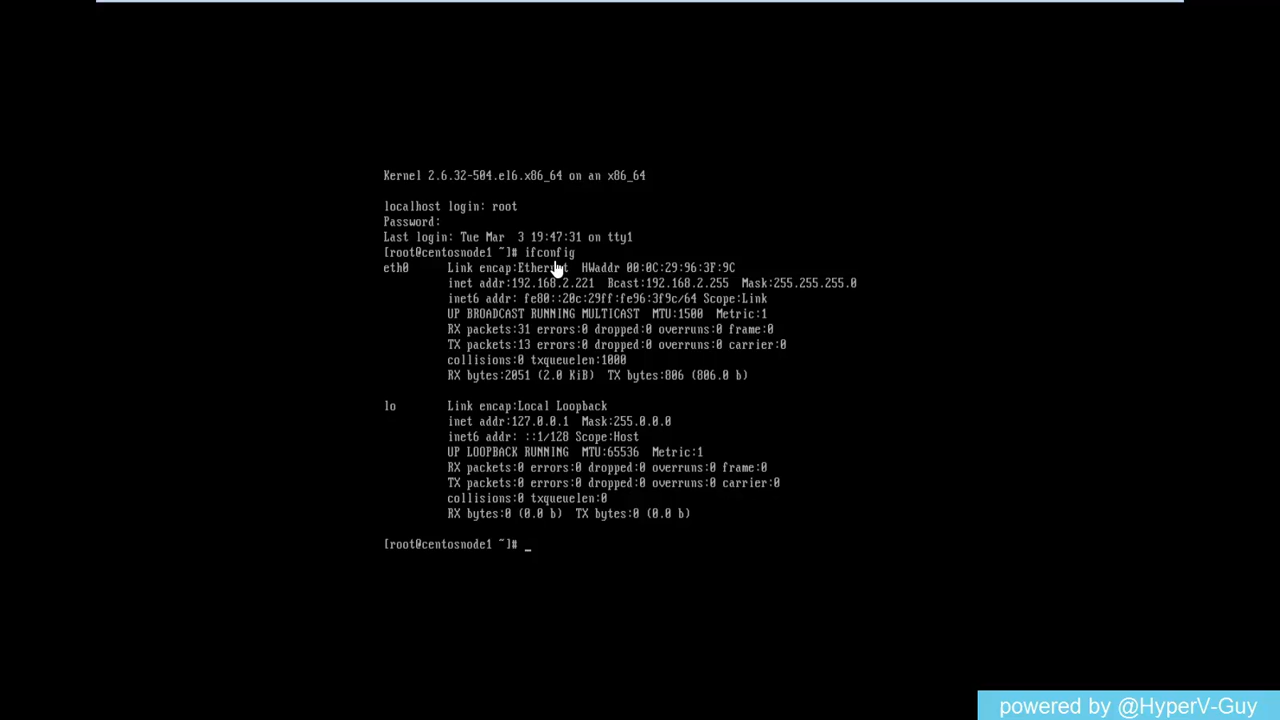 Kernel 2.6.32-504.el6.x86_64 on an x86_64
localhost login: root
Password:
Last login: Tue Mar  3 19:47:31 on tty1
[root@centosnode1 ~]# ifconfig
eth0      Link encap:Ethernet  HWaddr 00:0C:29:96:3F:9C
          inet addr:192.168.2.221  Bcast:192.168.2.255  Mask:255.255.255.0
          inet6 addr: fe80::20c:29ff:fe96:3f9c/64 Scope:Link
          UP BROADCAST RUNNING MULTICAST  MTU:1500  Metric:1
          RX packets:31 errors:0 dropped:0 overruns:0 frame:0
          TX packets:13 errors:0 dropped:0 overruns:0 carrier:0
          collisions:0 txqueuelen:1000
          RX bytes:2051 (2.0 KiB)  TX bytes:806 (806.0 b)
lo        Link encap:Local Loopback
          inet addr:127.0.0.1  Mask:255.0.0.0
          inet6 addr: ::1/128 Scope:Host
          UP LOOPBACK RUNNING  MTU:65536  Metric:1
          RX packets:0 errors:0 dropped:0 overruns:0 frame:0
          TX packets:0 errors:0 dropped:0 overruns:0 carrier:0
          collisions:0 txqueuelen:0
          RX bytes:0 (0.0 b)  TX bytes:0 (0.0 b)
[root@centosnode1 ~]# _
powered by @HyperV-Guy